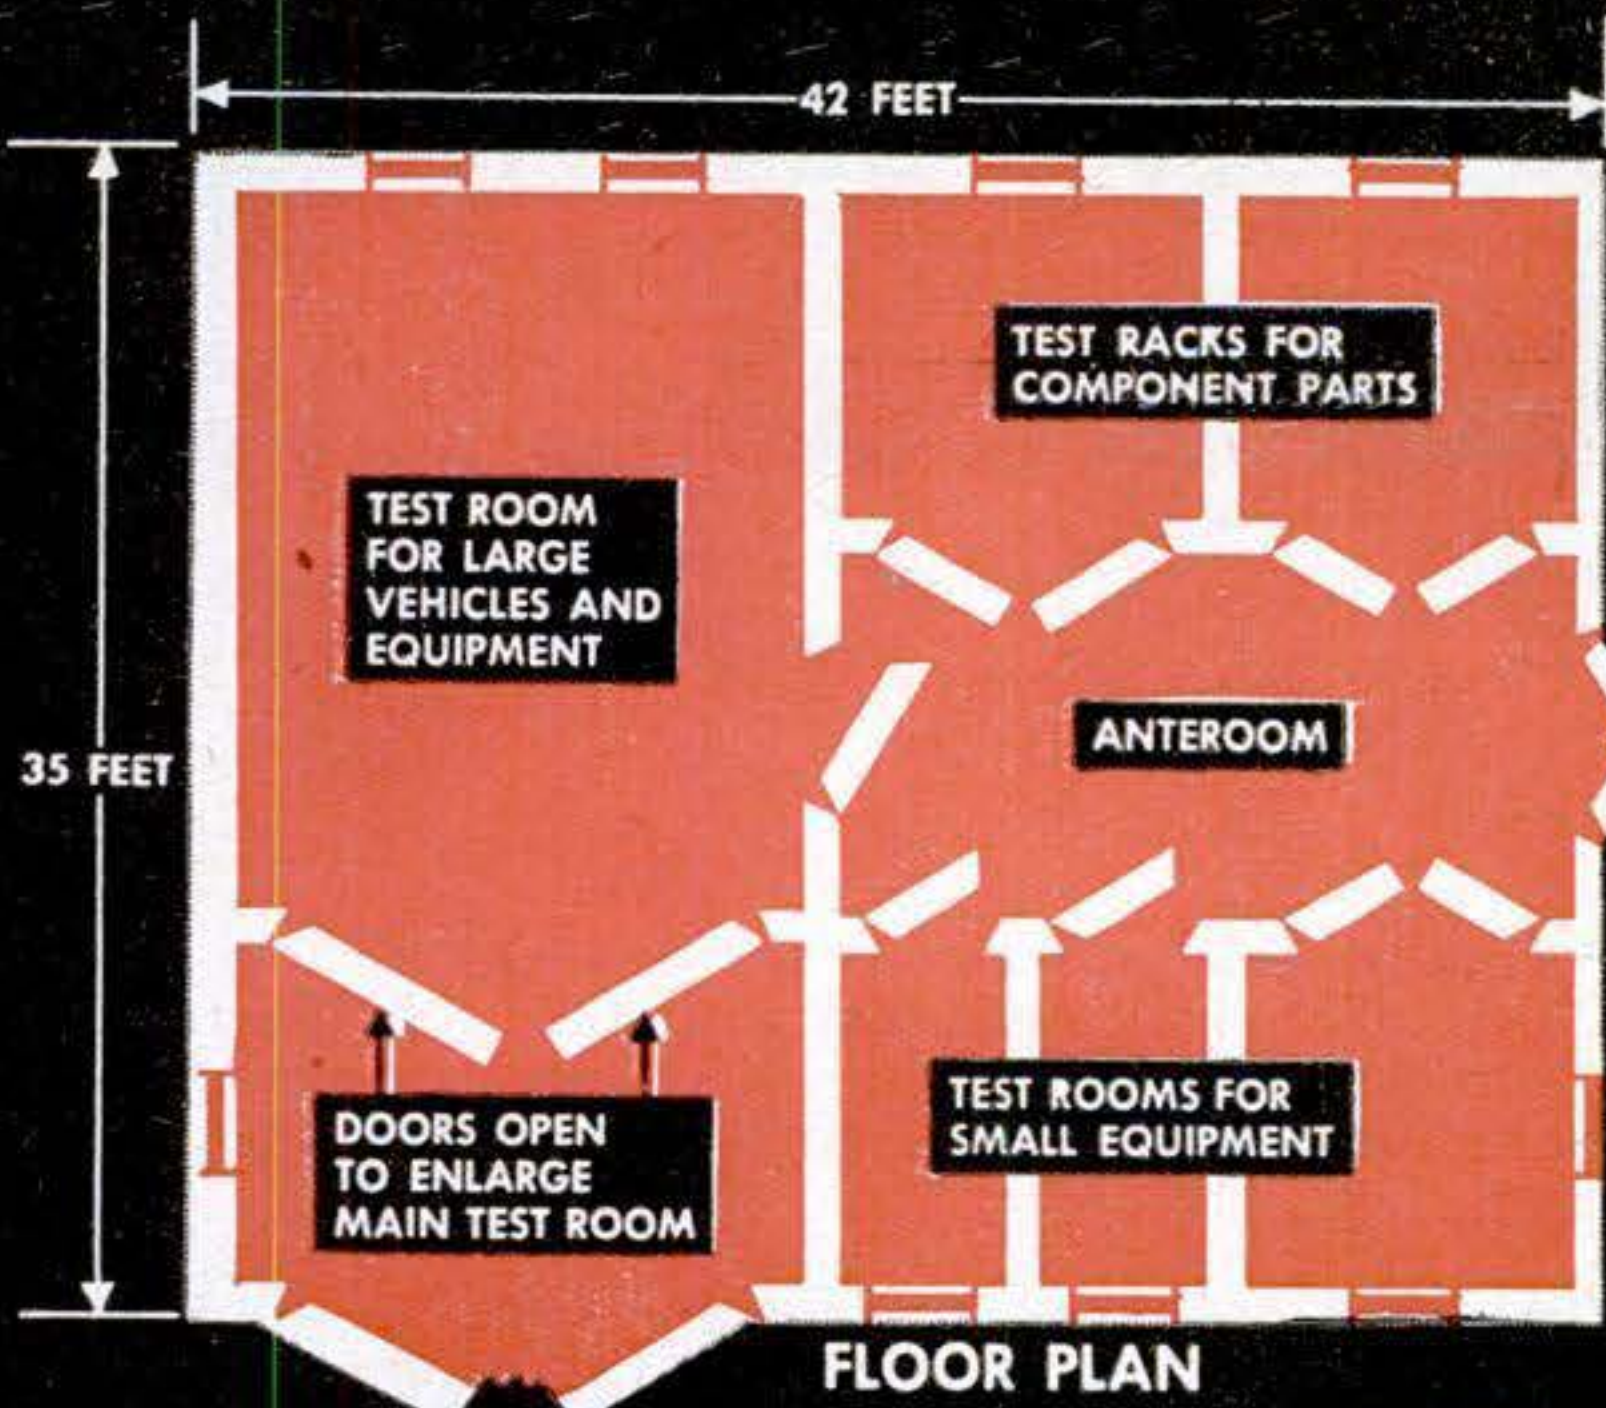 42 FEET
TEST RACKS FOR
COMPONENT PARTS
TEST ROOM
FOR LARGE
VEHICLES AND
EQUIPMENT
ANTEROOM
35 FEET
TEST ROOMS FOR
SMALL EQUIPMENT
DOORS OPEN
TO ENLARGE
MAIN TEST ROOM
FLOOR PLAN